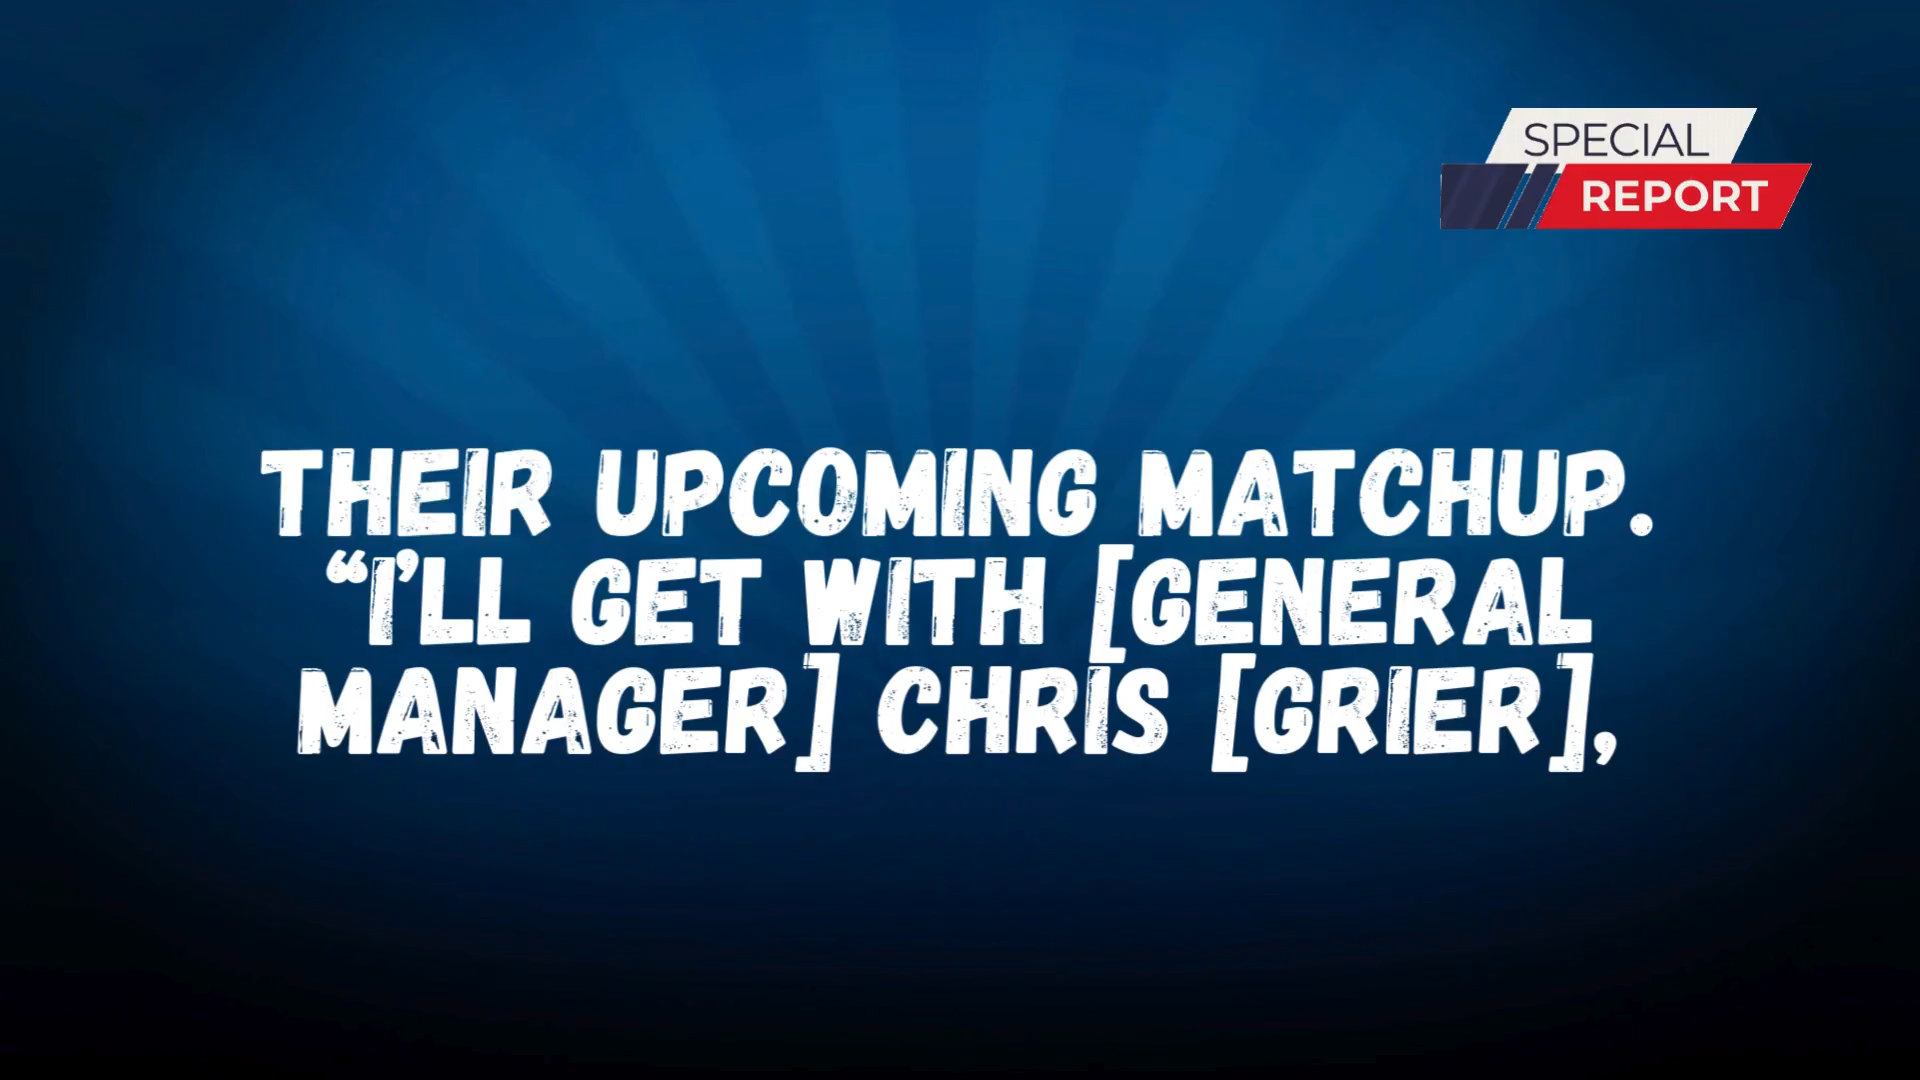 SPECIAL
REPORT
THEIR UPCOMING MATCHUP.
“I’LL GET WITH [GENERAL
MANAGER] CHRIS [GRIER],